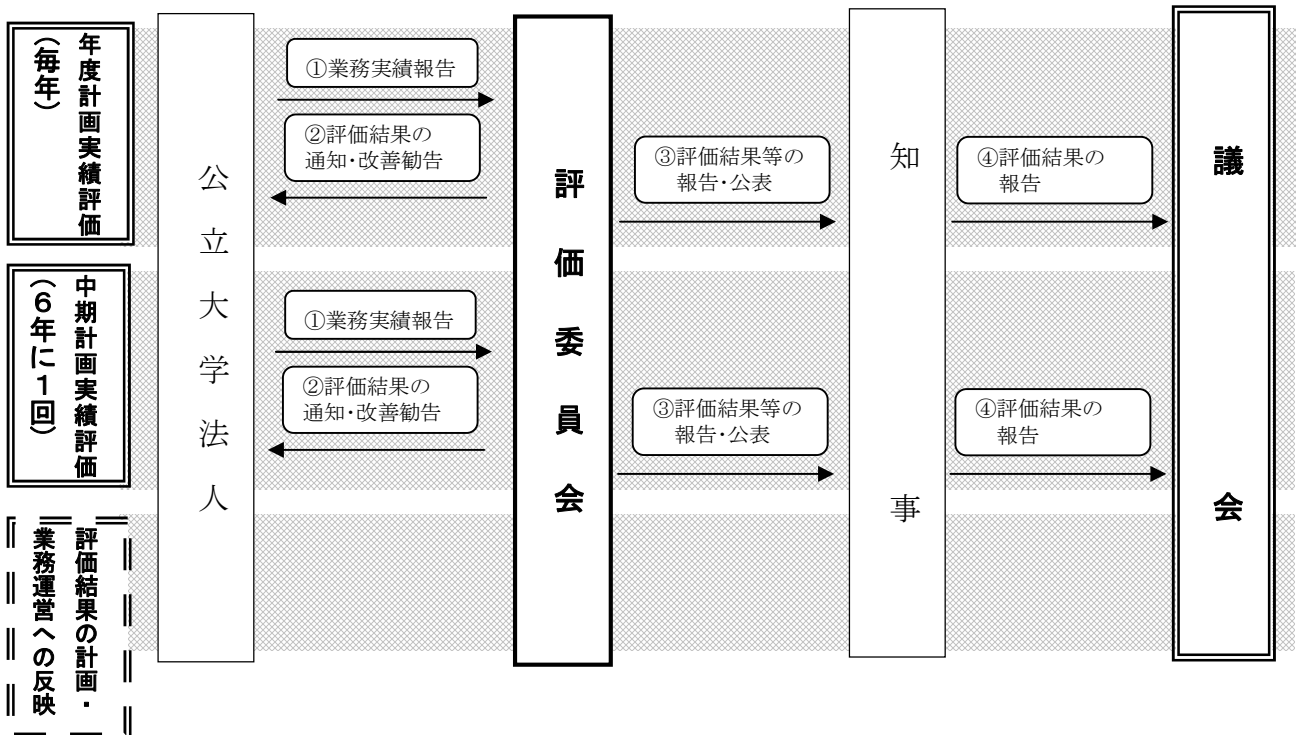 年度計画実績評価
（毎年）
①業務実績報告
②評価結果の
通知・改善勧告
③評価結果等の
報告・公表
④評価結果の
報告
中期計画実績評価
（６年に１回）
①業務実績報告
②評価結果の
通知・改善勧告
③評価結果等の
報告・公表
④評価結果の
報告
評価結果の計画・
業務運営への反映
公立大学法人
評価委員会
知事
議会